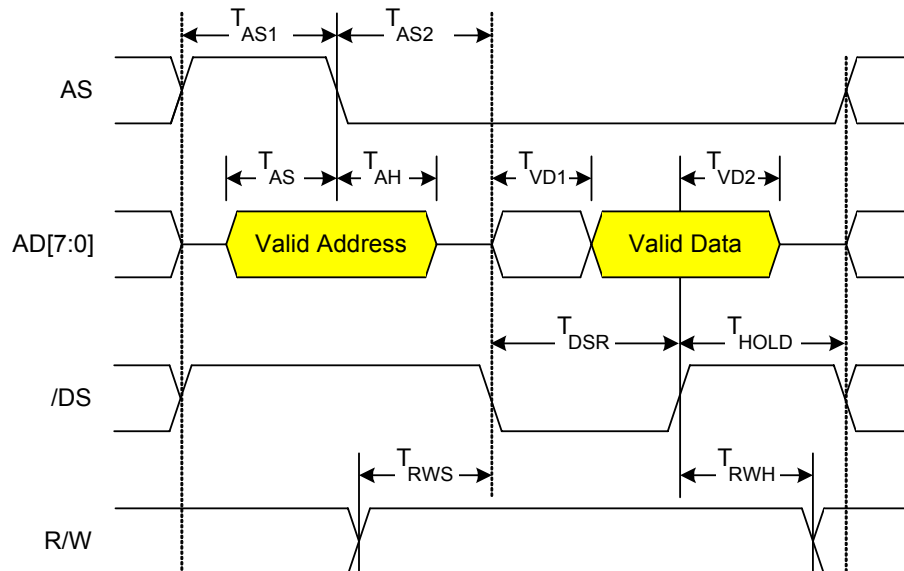 TAS1 TAS2
AS
TAS TAH TVD1 TVD2
AD[7:0] Valid Address Valid Data
TDSR THOLD
/DS
TRWS TRWH
R/W